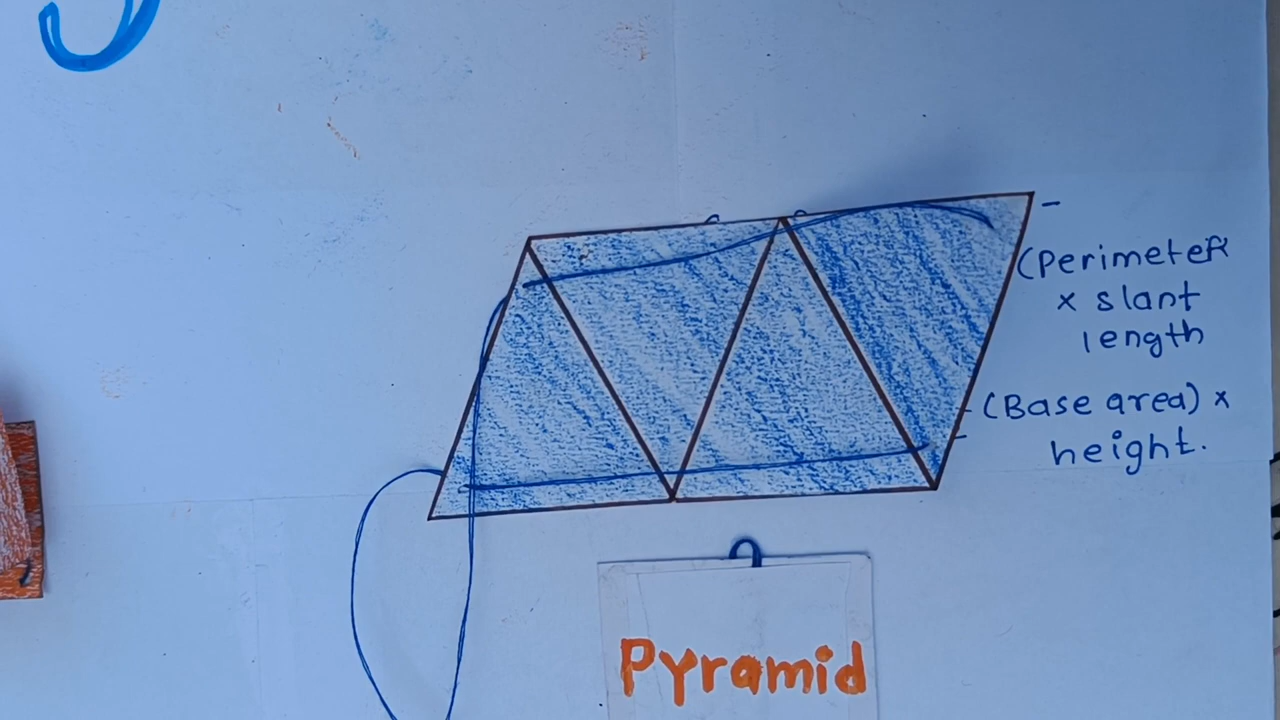 (Perimeter
x slant
length
(Base area) x
height.
Pyramid